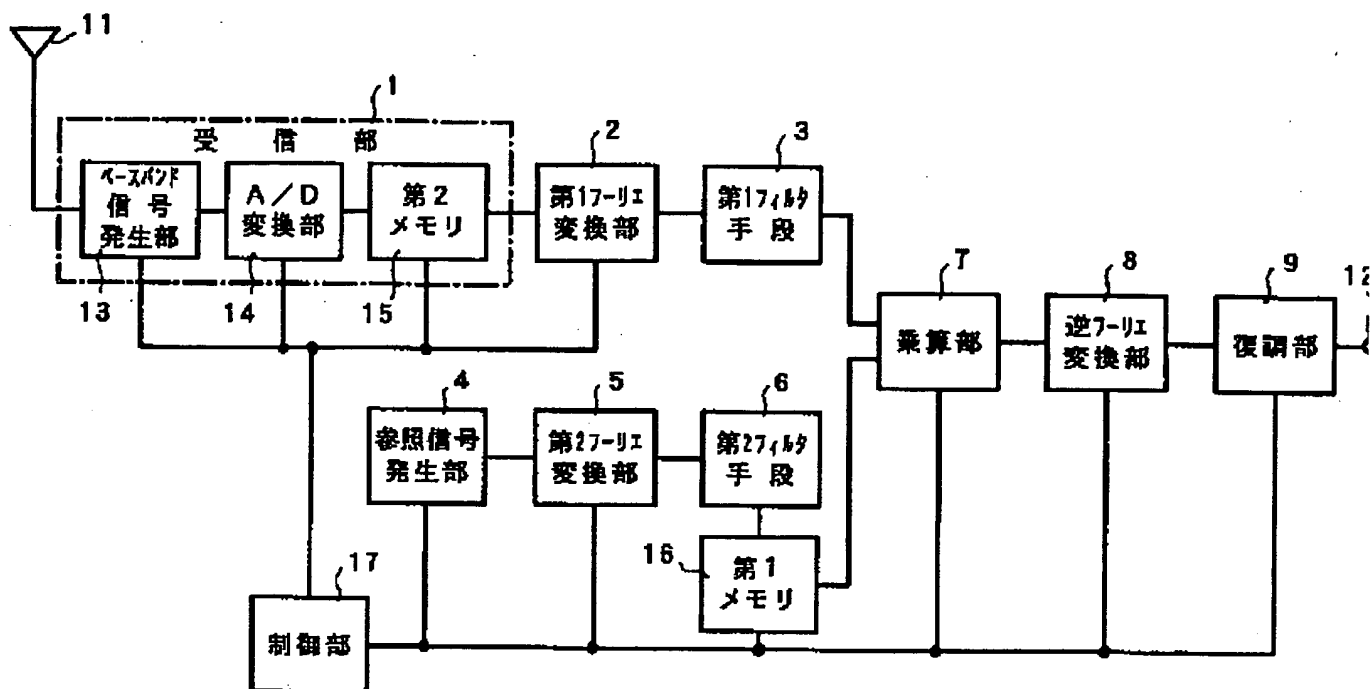 11
1
受信部
2
3
ベースバンド
信号
発生部
A/D
変換部
第2
メモリ
第1フーリエ
変換部
第1フィルタ
手段
13
14
15
7
8
9
12
乗算部
逆フーリエ
変換部
復調部
4
5
6
参照信号
発生部
第2フーリエ
変換部
第2フィルタ
手段
17
16
第1
メモリ
制御部